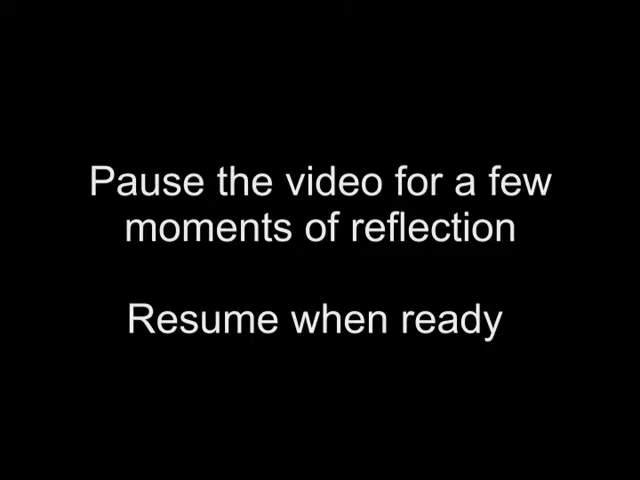 Pause the video for a few
moments of reflection
Resume when ready